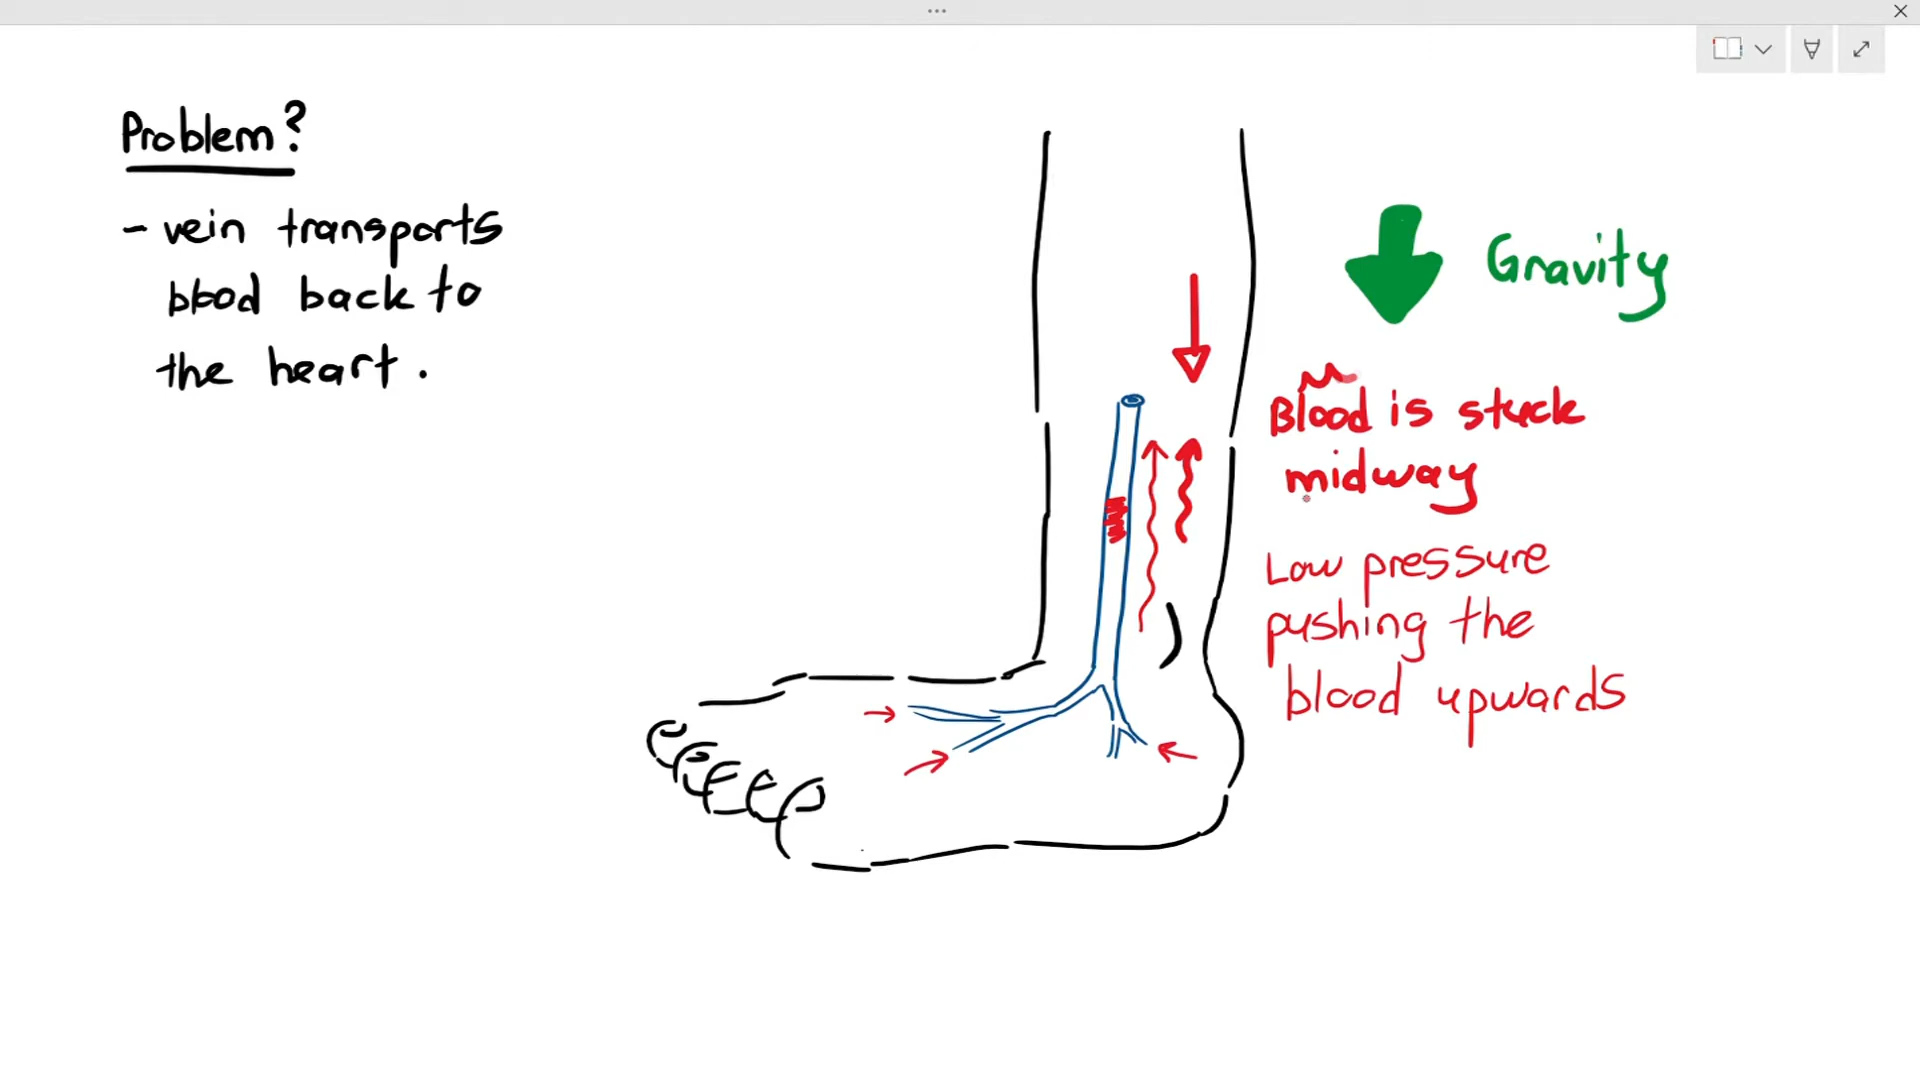 Problem?
- vein transports
blood back to
the heart.
Gravity
Blood is stuck
midway
Low pressure
pushing the
blood upwards